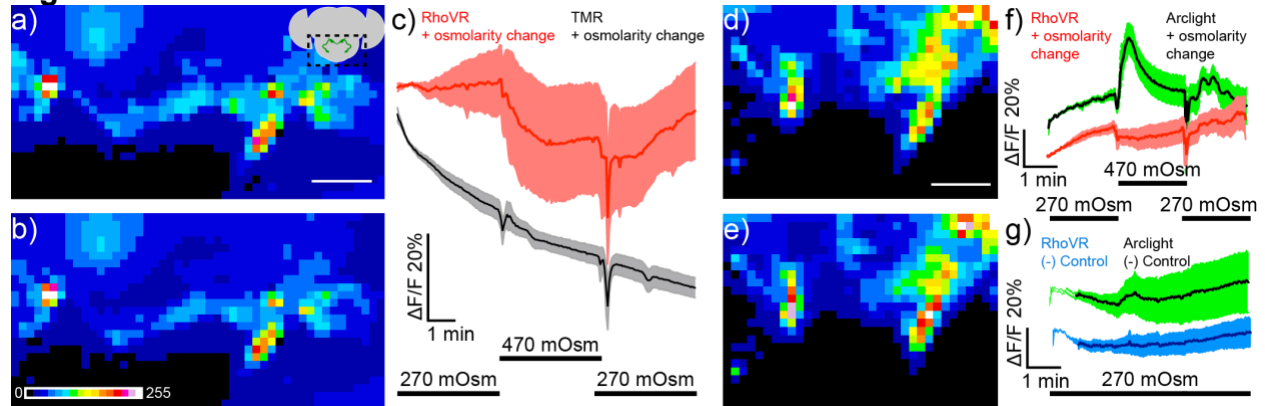 a)
b)
0 255
c)
RhoVR
+ osmolarity change
TMR
+ osmolarity change
ΔF/F 20%
1 min
470 mOsm
270 mOsm 270 mOsm
d)
e)
f)
RhoVR
+ osmolarity
change
Arclight
+ osmolarity
change
ΔF/F 20%
1 min
470 mOsm
270 mOsm 270 mOsm
g)
RhoVR
(-) Control
Arclight
(-) Control
ΔF/F 20%
1 min
270 mOsm